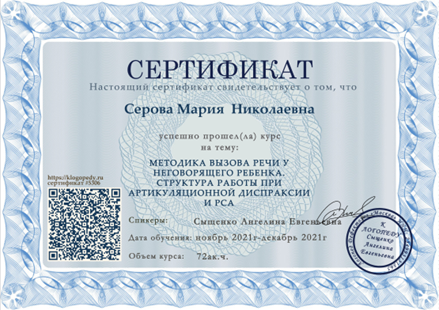 СЕРТИФИКАТ
Настоящий сертификат свидетельствует о том, что
Серова Мария Николаевна
успешно прошел(ла) курс
на тему:
МЕТОДИКА ВЫЗОВА РЕЧИ У
НЕГОВОРЯЩЕГО РЕБЕНКА.
СТРУКТУРА РАБОТЫ ПРИ
АРТИКУЛЯЦИОННОЙ ДИСПРАКСИИ
И РСА
https://klogopedy.ru
сертификат #5306
Спикеры: Сыщенко Ангелина Евгеньевна
Дата обучения: ноябрь 2021г-декабрь 2021г
Объем курса: 72ак.ч.
К
ЛОГОПЕДУ
Сыщенко
Ангелина
Евгеньевна